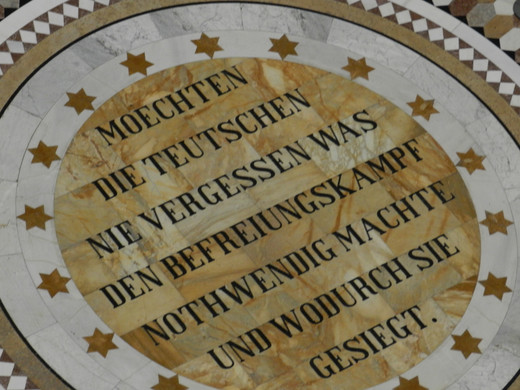 MOECHTEN
DIE TEUTSCHEN
NIE VERGESSEN WAS
DEN BEFREIUNGSKAMPF
NOTHWENDIG MACHTE
UND WODURCH SIE
GESIEGT.